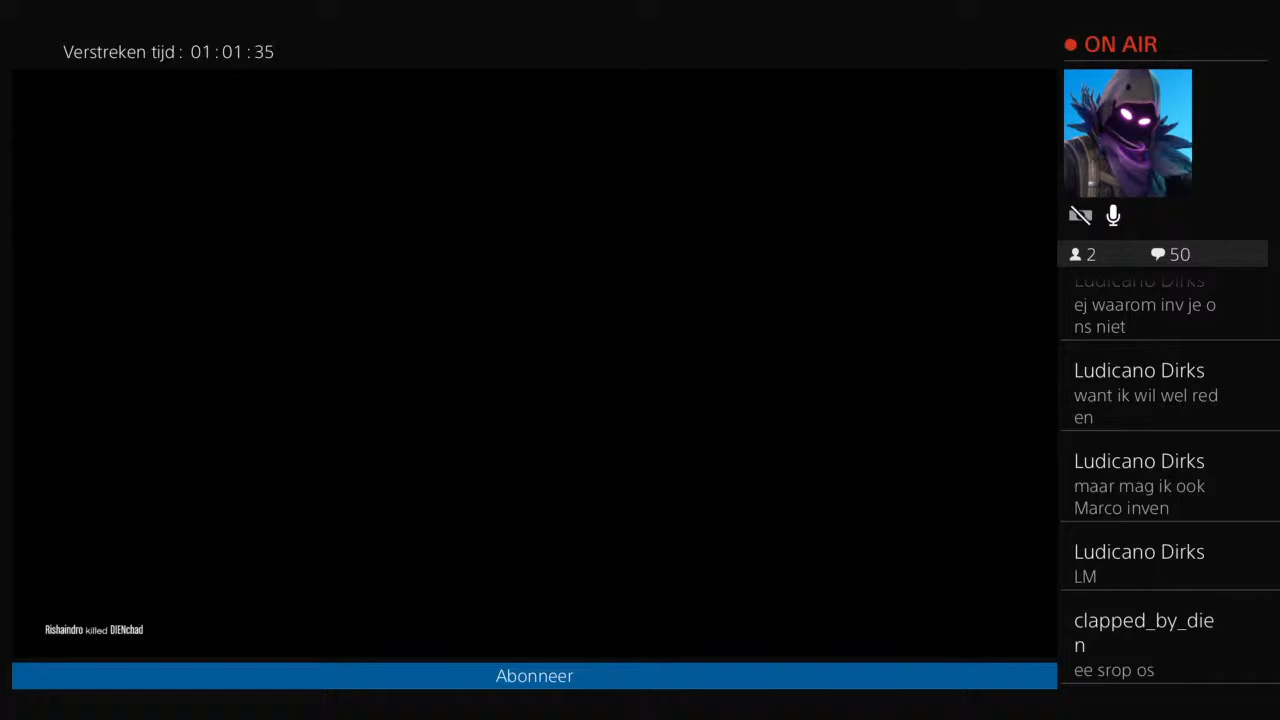 Verstreken tijd: 01:01:35
ON AIR
2 50
Ludicano Dirks
ej waarom inv je o
ns niet
Ludicano Dirks
want ik wil wel red
en
Ludicano Dirks
maar mag ik ook
Marco inven
Ludicano Dirks
LM
clapped_by_die
n
ee srop os
Rishaindro killed DIENchad
Abonneer